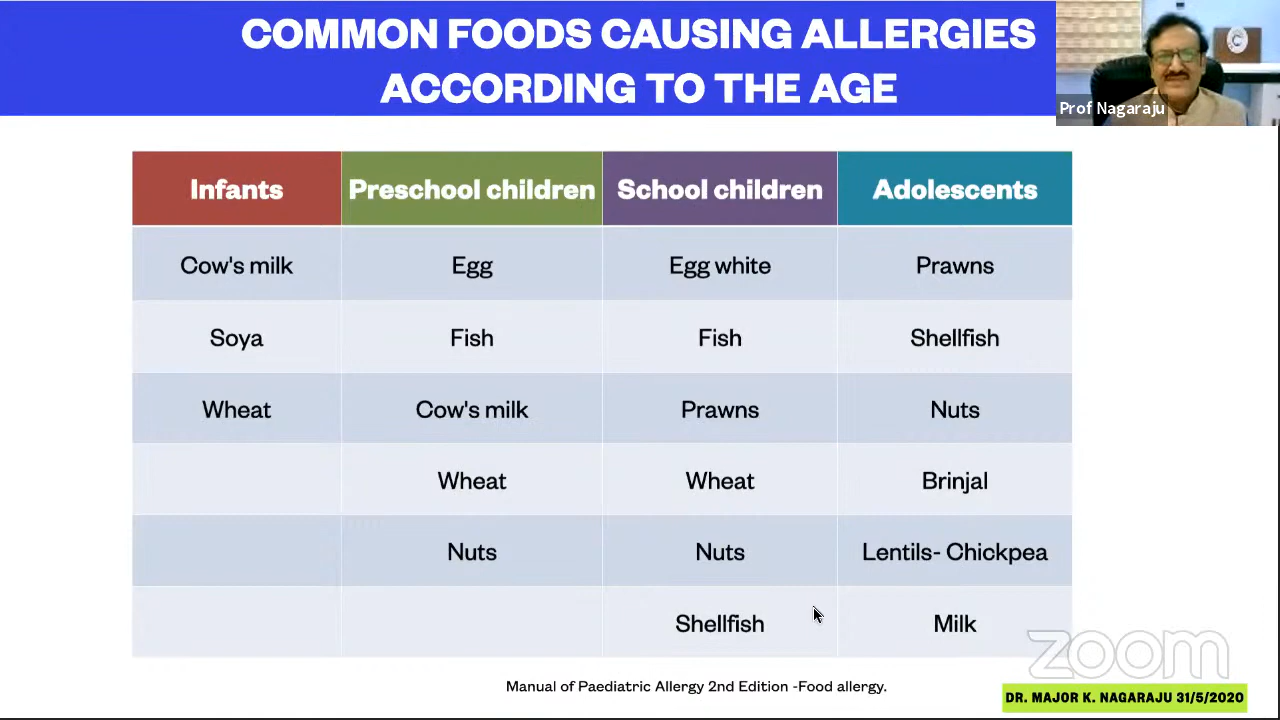 COMMON FOODS CAUSING ALLERGIES
ACCORDING TO THE AGE
Prof Nagaraju
Infants Preschool children School children Adolescents
Cow's milk Egg Egg white Prawns
Soya Fish Fish Shellfish
Wheat Cow's milk Prawns Nuts
Wheat Wheat Brinjal
Nuts Nuts Lentils- Chickpea
Shellfish Milk
zoom
Manual of Paediatric Allergy 2nd Edition -Food allergy.
DR. MAJOR K. NAGARAJU 31/5/2020